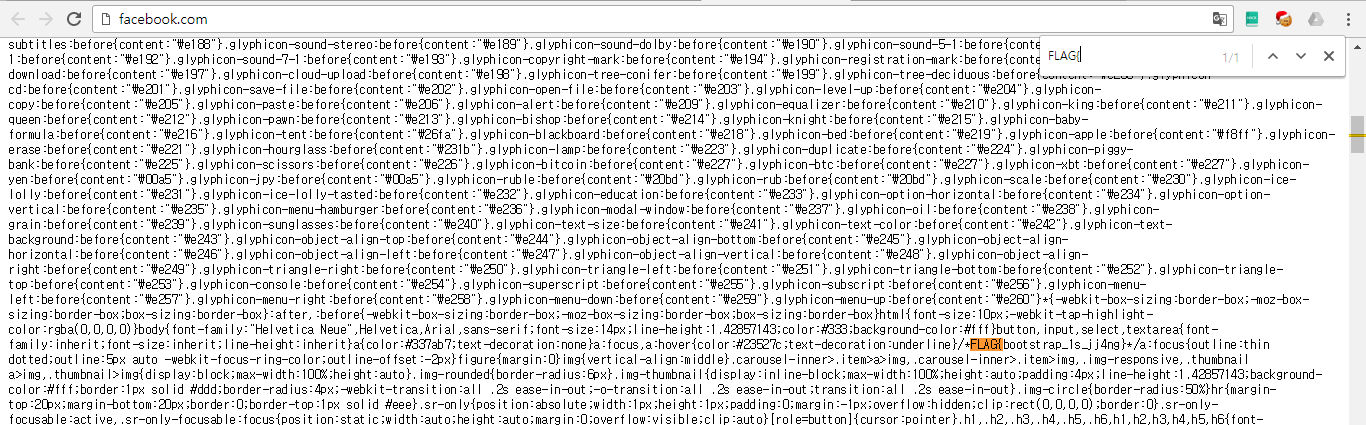 facebook.com
FLAG{
1/1
subtitles:before{content:"₩e188"}.glyphicon-sound-stereo:before{content:"₩e189"}.glyphicon-sound-dolby:before{content:"₩e190"}.glyphicon-sound-5-1:before{conte
1:before{content:"₩e192"}.glyphicon-sound-7-1:before{content:"₩e193"}.glyphicon-copyright-mark:before{content:"₩e194"}.glyphicon-registration-mark:before{con
download:before{content:"₩e197"}.glyphicon-cloud-upload:before{content:"₩e198"}.glyphicon-tree-conifer:before{content:"₩e199"}.glyphicon-tree-deciduous:before{content:"₩e200"}.glyphicon-
cd:before{content:"₩e201"}.glyphicon-save-file:before{content:"₩e202"}.glyphicon-open-file:before{content:"₩e203"}.glyphicon-level-up:before{content:"₩e204"}.glyphicon-
copy:before{content:"₩e205"}.glyphicon-paste:before{content:"₩e206"}.glyphicon-alert:before{content:"₩e209"}.glyphicon-equalizer:before{content:"₩e210"}.glyphicon-king:before{content:"₩e211"}.glyphicon-
queen:before{content:"₩e212"}.glyphicon-pawn:before{content:"₩e213"}.glyphicon-bishop:before{content:"₩e214"}.glyphicon-knight:before{content:"₩e215"}.glyphicon-baby-
formula:before{content:"₩e216"}.glyphicon-tent:before{content:"₩26fa"}.glyphicon-blackboard:before{content:"₩e218"}.glyphicon-bed:before{content:"₩e219"}.glyphicon-apple:before{content:"₩f8ff"}.glyphicon-
erase:before{content:"₩e221"}.glyphicon-hourglass:before{content:"₩231b"}.glyphicon-lamp:before{content:"₩e223"}.glyphicon-duplicate:before{content:"₩e224"}.glyphicon-piggy-
bank:before{content:"₩e225"}.glyphicon-scissors:before{content:"₩e226"}.glyphicon-bitcoin:before{content:"₩e227"}.glyphicon-btc:before{content:"₩e227"}.glyphicon-xbt:before{content:"₩e227"}.glyphicon-
yen:before{content:"₩00a5"}.glyphicon-jpy:before{content:"₩00a5"}.glyphicon-ruble:before{content:"₩20bd"}.glyphicon-rub:before{content:"₩20bd"}.glyphicon-scale:before{content:"₩e230"}.glyphicon-ice-
lolly:before{content:"₩e231"}.glyphicon-ice-lolly-tasted:before{content:"₩e232"}.glyphicon-education:before{content:"₩e233"}.glyphicon-option-horizontal:before{content:"₩e234"}.glyphicon-option-
vertical:before{content:"₩e235"}.glyphicon-menu-hamburger:before{content:"₩e236"}.glyphicon-modal-window:before{content:"₩e237"}.glyphicon-oil:before{content:"₩e238"}.glyphicon-
grain:before{content:"₩e239"}.glyphicon-sunglasses:before{content:"₩e240"}.glyphicon-text-size:before{content:"₩e241"}.glyphicon-text-color:before{content:"₩e242"}.glyphicon-text-
background:before{content:"₩e243"}.glyphicon-object-align-top:before{content:"₩e244"}.glyphicon-object-align-bottom:before{content:"₩e245"}.glyphicon-object-align-
horizontal:before{content:"₩e246"}.glyphicon-object-align-left:before{content:"₩e247"}.glyphicon-object-align-vertical:before{content:"₩e248"}.glyphicon-object-align-
right:before{content:"₩e249"}.glyphicon-triangle-right:before{content:"₩e250"}.glyphicon-triangle-left:before{content:"₩e251"}.glyphicon-triangle-bottom:before{content:"₩e252"}.glyphicon-triangle-
top:before{content:"₩e253"}.glyphicon-console:before{content:"₩e254"}.glyphicon-superscript:before{content:"₩e255"}.glyphicon-subscript:before{content:"₩e256"}.glyphicon-menu-
left:before{content:"₩e257"}.glyphicon-menu-right:before{content:"₩e258"}.glyphicon-menu-down:before{content:"₩e259"}.glyphicon-menu-up:before{content:"₩e260"}*{-webkit-box-sizing:border-box;-moz-box-
sizing:border-box;box-sizing:border-box}:after,:before{-webkit-box-sizing:border-box;-moz-box-sizing:border-box;box-sizing:border-box}html{font-size:10px;-webkit-tap-highlight-
color:rgba(0,0,0,0)}body{font-family:"Helvetica Neue",Helvetica,Arial,sans-serif;font-size:14px;line-height:1.42857143;color:#333;background-color:#fff}button,input,select,textarea{font-
family:inherit;font-size:inherit;line-height:inherit}a{color:#337ab7;text-decoration:none}a:focus,a:hover{color:#23527c;text-decoration:underline}/*FLAG{bootstrap_1s_ij4ng}*/a:focus{outline:thin
dotted;outline:5px auto -webkit-focus-ring-color;outline-offset:-2px}figure{margin:0}img{vertical-align:middle}.carousel-inner>.item>a>img,.carousel-inner>.item>img,.img-responsive,.thumbnail
a>img,.thumbnail>img{display:block;max-width:100%;height:auto}.img-rounded{border-radius:6px}.img-thumbnail{display:inline-block;max-width:100%;height:auto;padding:4px;line-height:1.42857143;background-
color:#fff;border:1px solid #ddd;border-radius:4px;-webkit-transition:all .2s ease-in-out;-o-transition:all .2s ease-in-out;transition:all .2s ease-in-out}.img-circle{border-radius:50%}hr{margin-
top:20px;margin-bottom:20px;border:0;border-top:1px solid #eee}.sr-only{position:absolute;width:1px;height:1px;padding:0;margin:-1px;overflow:hidden;clip:rect(0,0,0,0);border:0}.sr-only-
focusable:active,.sr-only-focusable:focus{position:static;width:auto;height:auto;margin:0;overflow:visible;clip:auto}[role=button]{cursor:pointer}.h1,.h2,.h3,.h4,.h5,.h6,h1,h2,h3,h4,h5,h6{font-